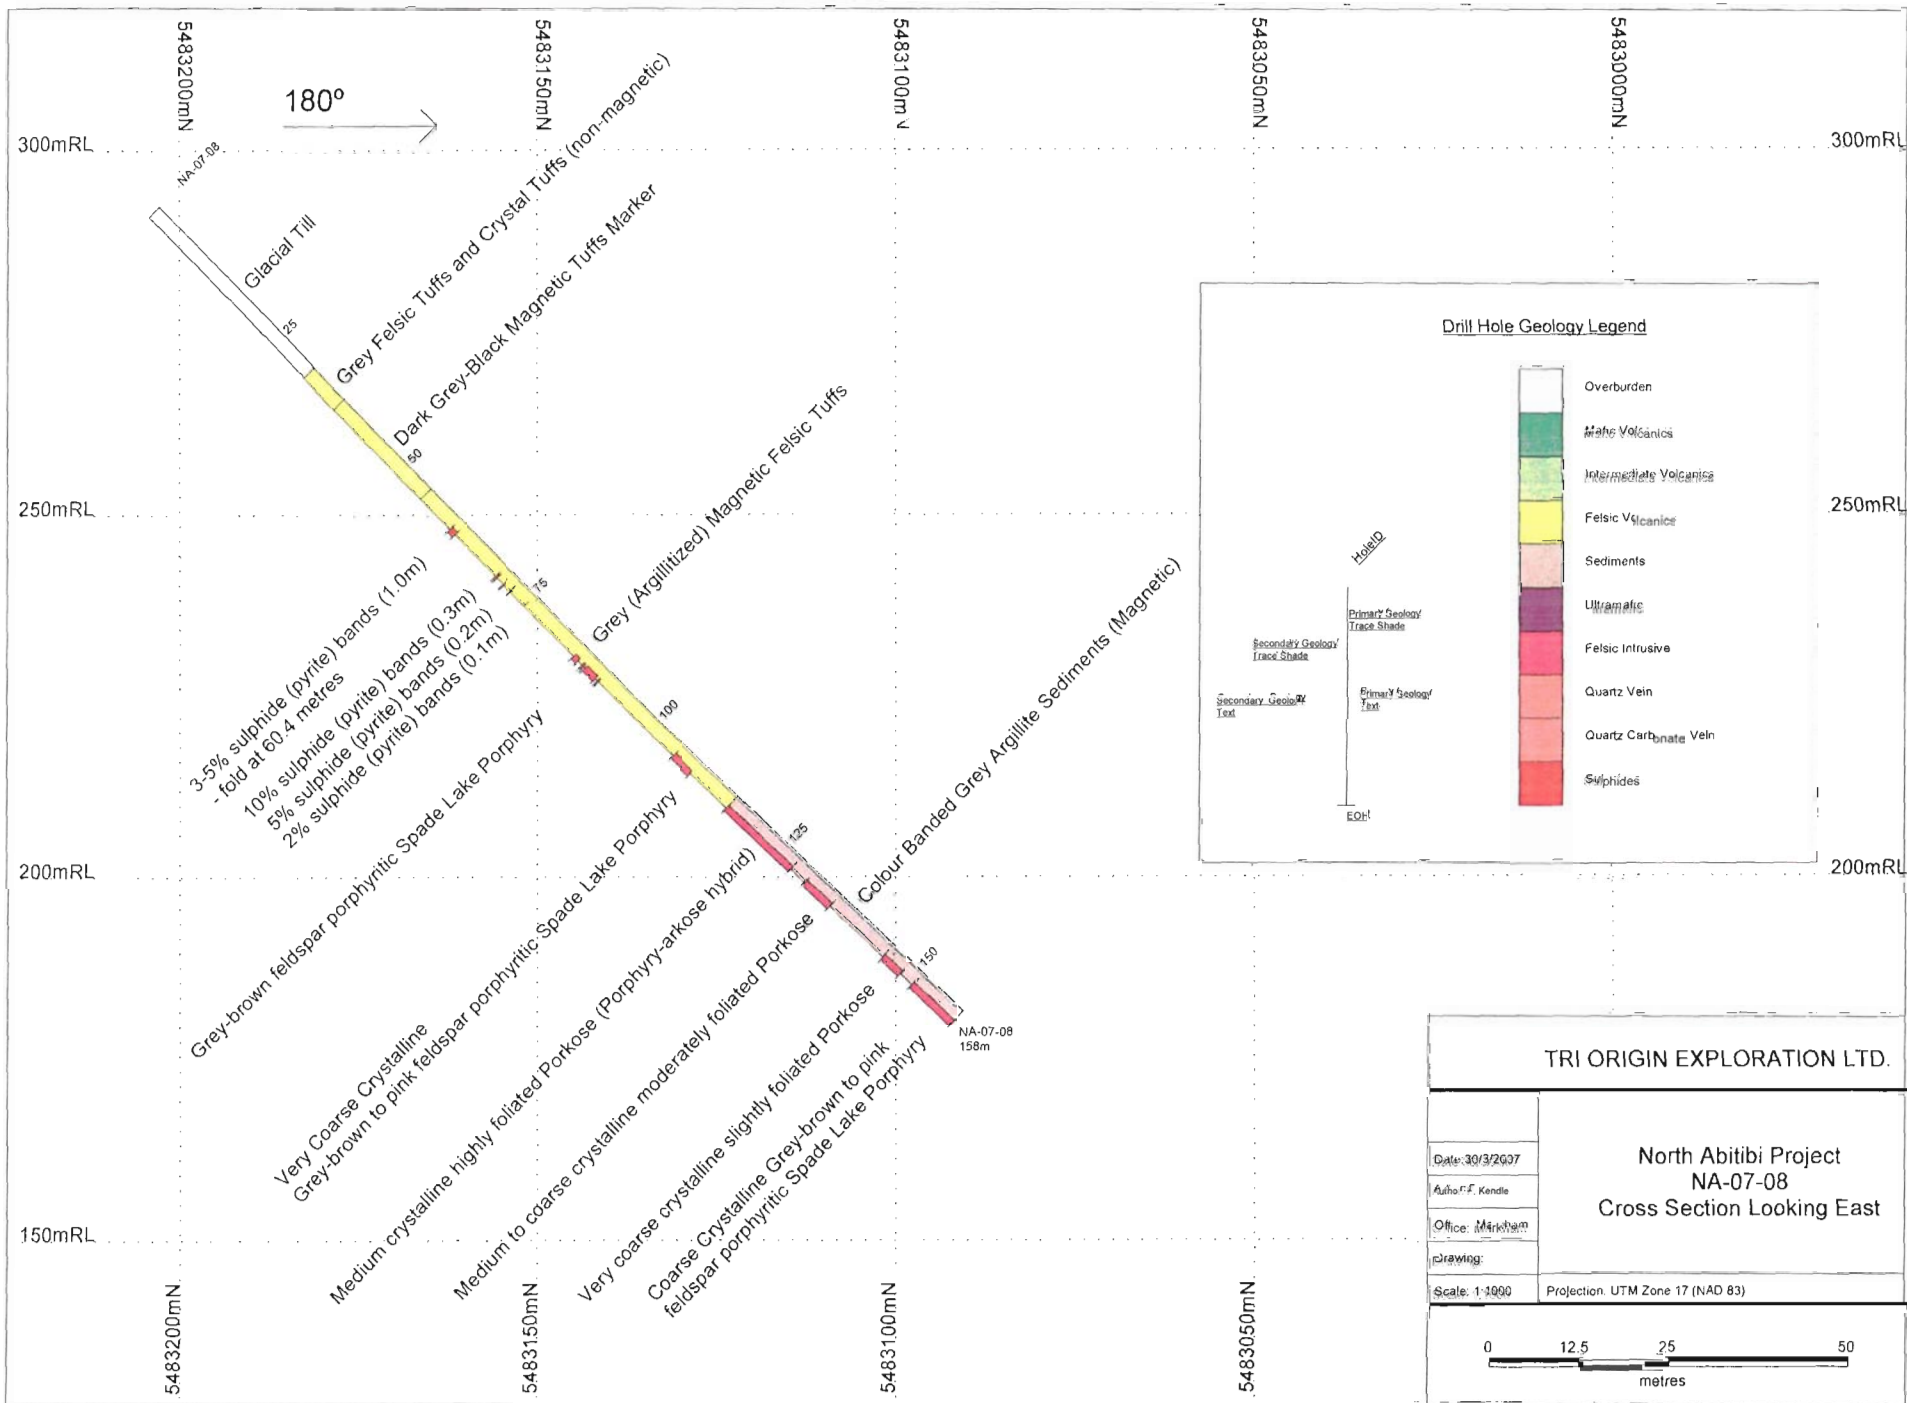 5483200mN
5483150mN
5483100mN
5483050mN
5483000mN
180º
300mRL
300mRL
NA-07-08
Glacial Till
25
Grey Felsic Tuffs and Crystal Tuffs (non-magnetic)
Dark Grey-Black Magnetic Tuffs Marker
50
250mRL
250mRL
75
Grey (Argillitized) Magnetic Felsic Tuffs
3-5% sulphide (pyrite) bands (1.0m)
- fold at 60.4 metres
10% sulphide (pyrite) bands (0.3m)
5% sulphide (pyrite) bands (0.2m)
2% sulphide (pyrite) bands (0.1m)
100
Grey-brown feldspar porphyritic Spade Lake Porphyry
Very Coarse Crystalline
Grey-brown to pink feldspar porphyritic Spade Lake Porphyry
125
Colour Banded Grey Argillite Sediments (Magnetic)
200mRL
200mRL
Medium crystalline highly foliated Porkose (Porphyry-arkose hybrid)
Medium to coarse crystalline moderately foliated Porkose
150
Very coarse crystalline slightly foliated Porkose
Coarse Crystalline Grey-brown to pink
feldspar porphyritic Spade Lake Porphyry
NA-07-08
158m
150mRL
5483200mN
5483150mN
5483100mN
5483050mN
Drill Hole Geology Legend
Overburden
Mafic Volcanics
Intermediate Volcanics
Felsic Volcanics
Sediments
Ultramafic
Felsic Intrusive
Quartz Vein
Quartz Carbonate Vein
Sulphides
HoleID
Primary Geology
Trace Shade
Secondary Geology
Trace Shade
Primary Geology
Text
Secondary Geology
Text
EOH
TRI ORIGIN EXPLORATION LTD.
Date: 30/3/2007
Kendle
Office: Markham
Drawing:
Scale: 1:1000
North Abitibi Project
NA-07-08
Cross Section Looking East
Projection. UTM Zone 17 (NAD 83)
0 12.5 25 50
metres